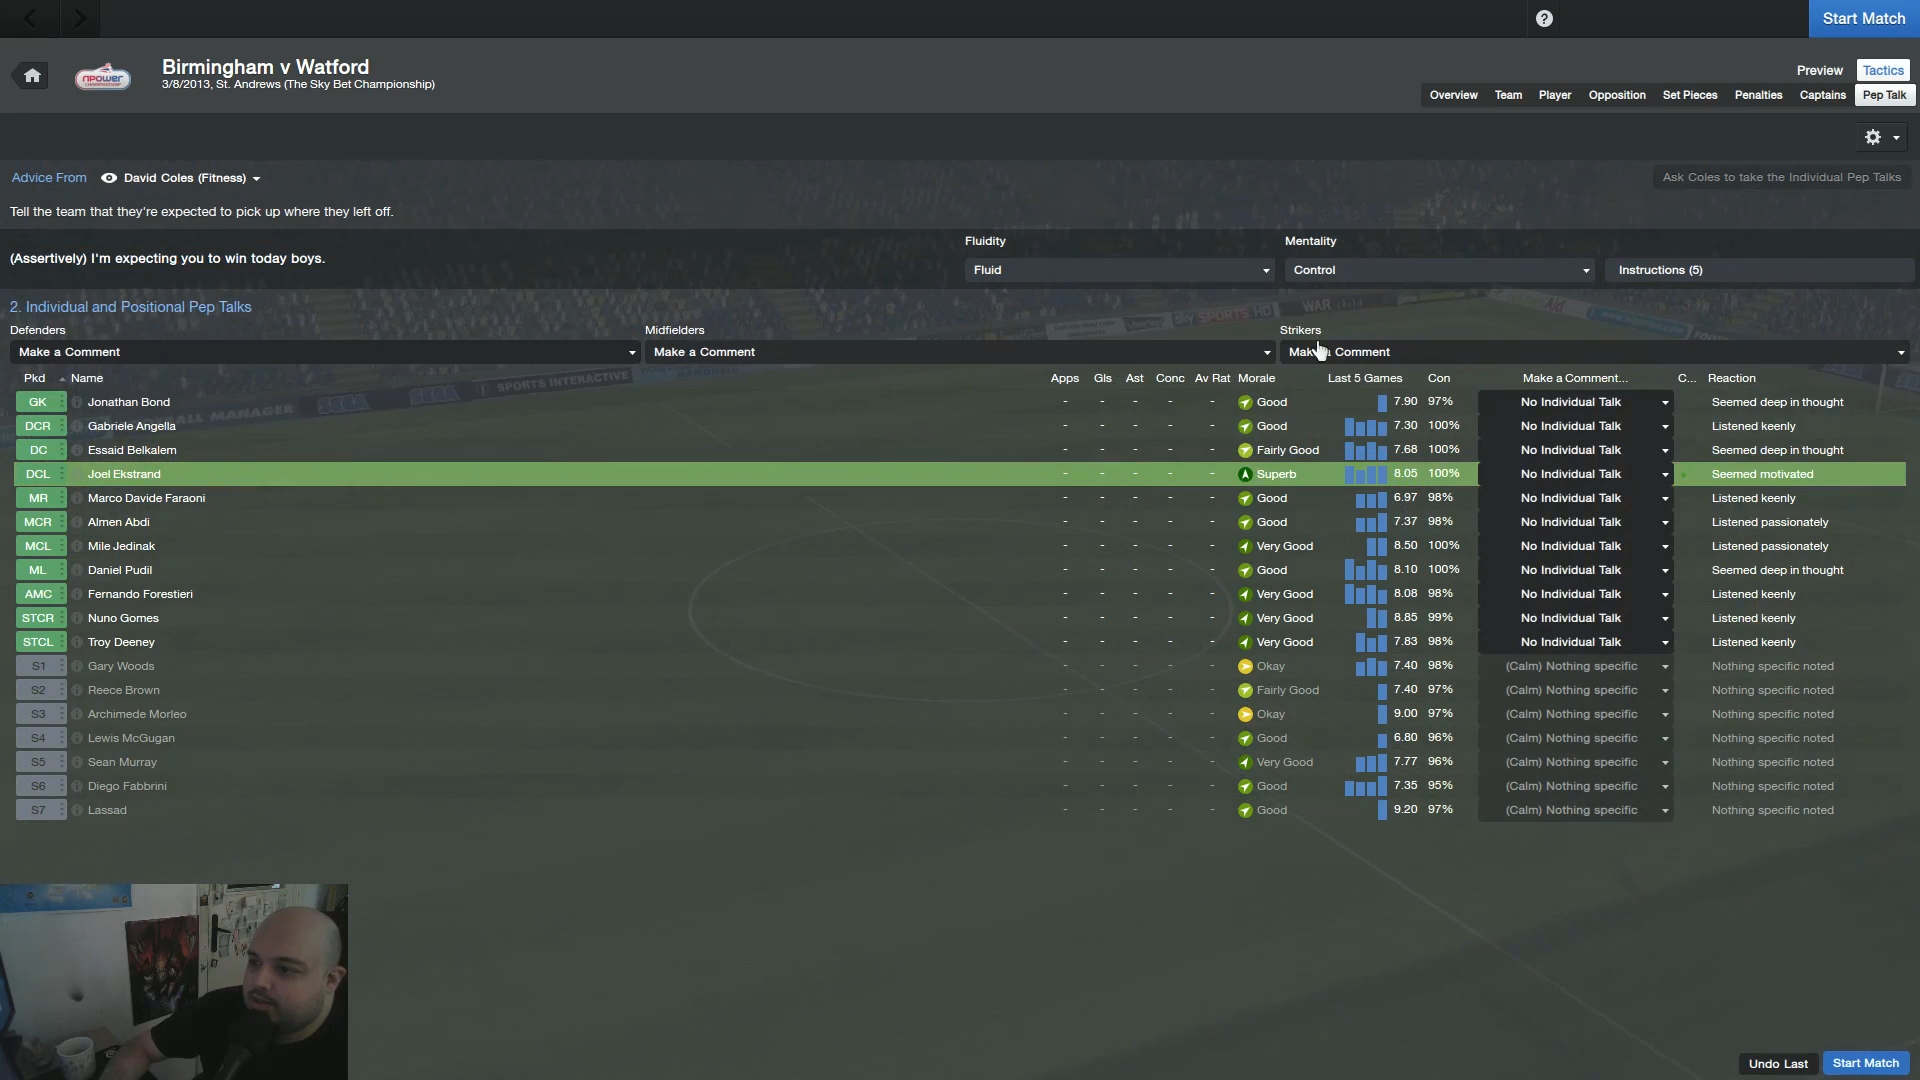 Start Match
Birmingham v Watford
3/8/2013, St. Andrews (The Sky Bet Championship)
npower
CHAMPIONSHIP
Preview Tactics
Overview Team Player Opposition Set Pieces Penalties Captains Pep Talk
Advice From David Coles (Fitness)
Ask Coles to take the Individual Pep Talks
Tell the team that they're expected to pick up where they left off.
Fluidity Mentality
(Assertively) I'm expecting you to win today boys.
Fluid Control Instructions (5)
2. Individual and Positional Pep Talks
Defenders Midfielders Strikers
Make a Comment Make a Comment Make a Comment
Pkd Name Apps Gls Ast Conc Av Rat Morale Last 5 Games Con Make a Comment... C... Reaction
GK Jonathan Bond - - - - - Good 7.90 97% No Individual Talk Seemed deep in thought
DCR Gabriele Angella - - - - - Good 7.30 100% No Individual Talk Listened keenly
DC Essaid Belkalem - - - - - Fairly Good 7.68 100% No Individual Talk Seemed deep in thought
DCL Joel Ekstrand - - - - - Superb 8.05 100% No Individual Talk Seemed motivated
MR Marco Davide Faraoni - - - - - Good 6.97 98% No Individual Talk Listened keenly
MCR Almen Abdi - - - - - Good 7.37 98% No Individual Talk Listened passionately
MCL Mile Jedinak - - - - - Very Good 8.50 100% No Individual Talk Listened passionately
ML Daniel Pudil - - - - - Good 8.10 100% No Individual Talk Seemed deep in thought
AMC Fernando Forestieri - - - - - Very Good 8.08 98% No Individual Talk Listened keenly
STCR Nuno Gomes - - - - - Very Good 8.85 99% No Individual Talk Listened keenly
STCL Troy Deeney - - - - - Very Good 7.83 98% No Individual Talk Listened keenly
S1 Gary Woods - - - - - Okay 7.40 98% (Calm) Nothing specific Nothing specific noted
S2 Reece Brown - - - - - Fairly Good 7.40 97% (Calm) Nothing specific Nothing specific noted
S3 Archimede Morleo - - - - - Okay 9.00 97% (Calm) Nothing specific Nothing specific noted
S4 Lewis McGugan - - - - - Good 6.80 96% (Calm) Nothing specific Nothing specific noted
S5 Sean Murray - - - - - Very Good 7.77 96% (Calm) Nothing specific Nothing specific noted
S6 Diego Fabbrini - - - - - Good 7.35 95% (Calm) Nothing specific Nothing specific noted
S7 Lassad - - - - - Good 9.20 97% (Calm) Nothing specific Nothing specific noted
Undo Last Start Match